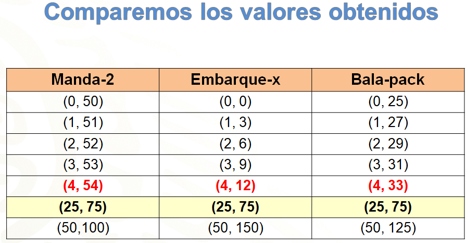 Comparemos los valores obtenidos
Manda-2 Embarque-x Bala-pack
(0, 50) (0, 0) (0, 25)
(1, 51) (1, 3) (1, 27)
(2, 52) (2, 6) (2, 29)
(3, 53) (3, 9) (3, 31)
(4, 54) (4, 12) (4, 33)
(25, 75) (25, 75) (25, 75)
(50,100) (50, 150) (50, 125)